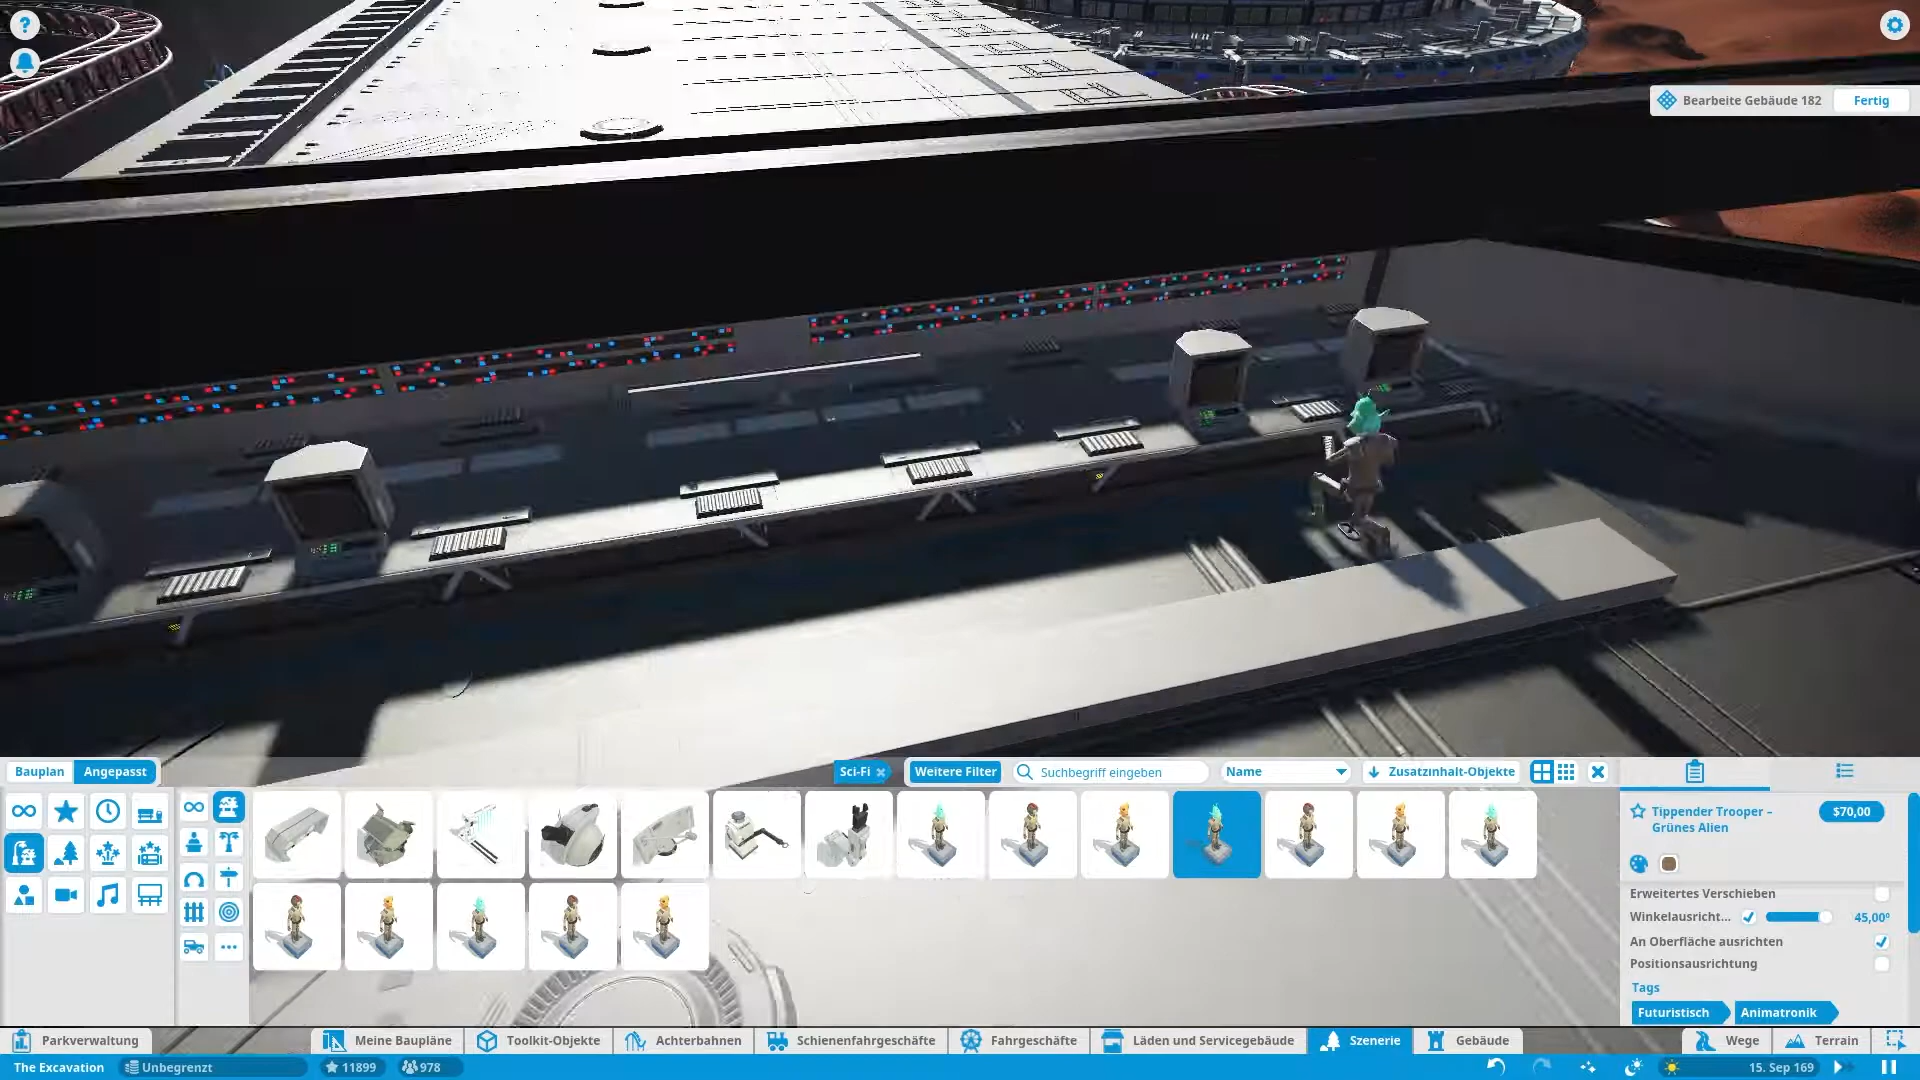 ?
Bearbeite Gebäude 182
Fertig
Bauplan
Angepasst
Sci-Fi
Weitere Filter
Suchbegriff eingeben
Name
Zusatzinhalt-Objekte
Tippender Trooper –
Grünes Alien
$70,00
Erweitertes Verschieben
Winkelausricht...
45,00°
An Oberfläche ausrichten
Positionsausrichtung
Tags
Futuristisch
Animatronik
Parkverwaltung
Meine Baupläne
Toolkit-Objekte
Achterbahnen
Schienenfahrgeschäfte
Fahrgeschäfte
Läden und Servicegebäude
Szenerie
Gebäude
Wege
Terrain
The Excavation
Unbegrenzt
11899
978
15. Sep 169